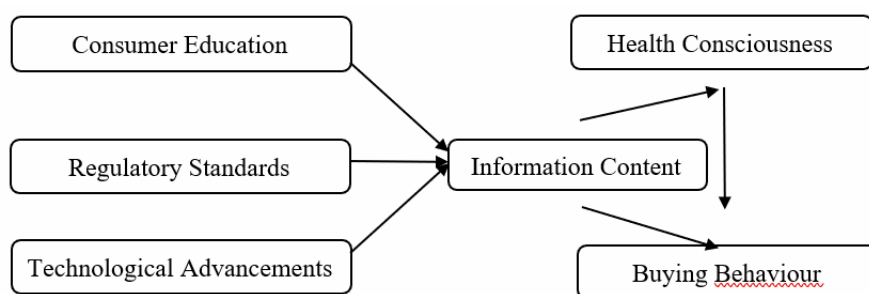 Consumer Education
Health Consciousness
Regulatory Standards
Information Content
Technological Advancements
Buying Behaviour